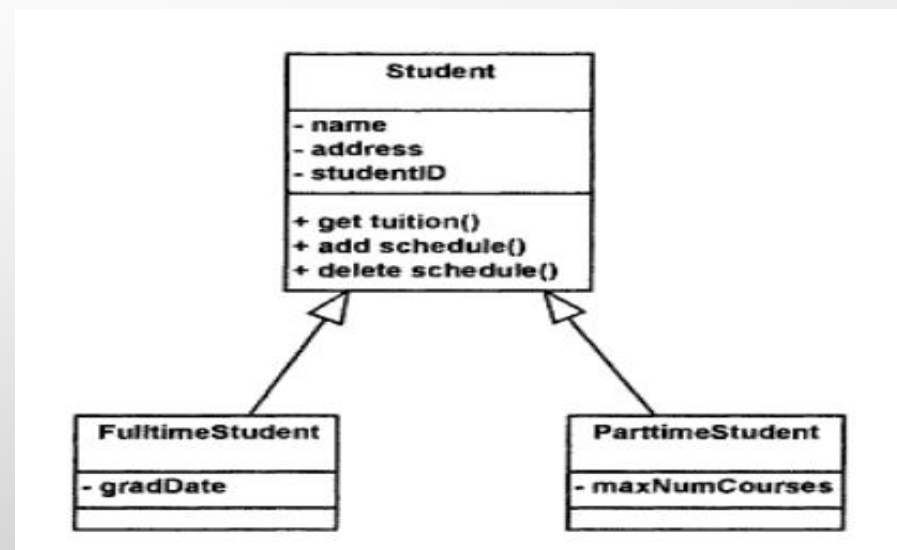 Student
- name
- address
- studentID
+ get tuition()
+ add schedule()
+ delete schedule()
FulltimeStudent
- gradDate
ParttimeStudent
- maxNumCourses